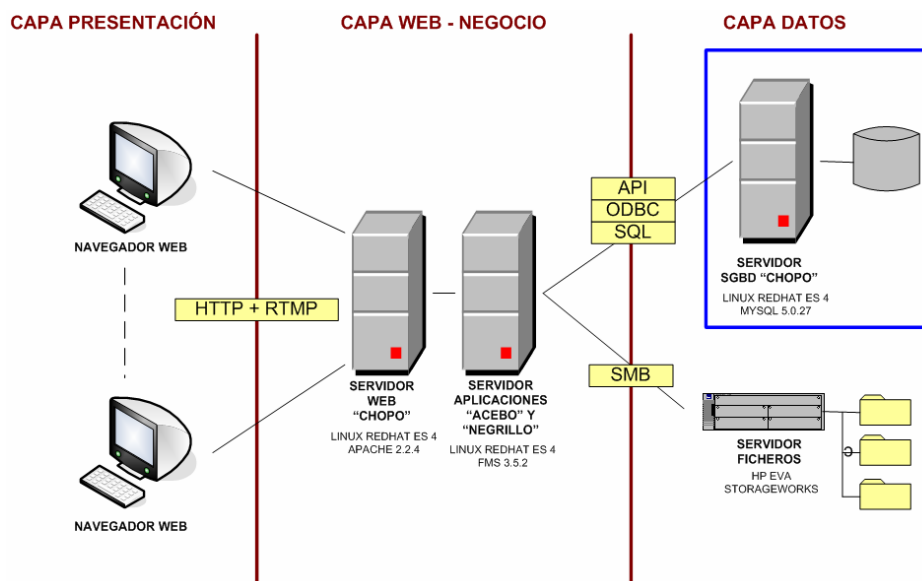 CAPA PRESENTACIÓN
CAPA WEB - NEGOCIO
CAPA DATOS
NAVEGADOR WEB
HTTP + RTMP
NAVEGADOR WEB
SERVIDOR
WEB
“CHOPO”
LINUX REDHAT ES 4
APACHE 2.2.4
SERVIDOR
APLICACIONES
“ACEBO” Y
“NEGRILLO”
LINUX REDHAT ES 4
FMS 3.5.2
API
ODBC
SQL
SMB
SERVIDOR
SGBD “CHOPO”
LINUX REDHAT ES 4
MYSQL 5.0.27
SERVIDOR
FICHEROS
HP EVA
STORAGEWORKS